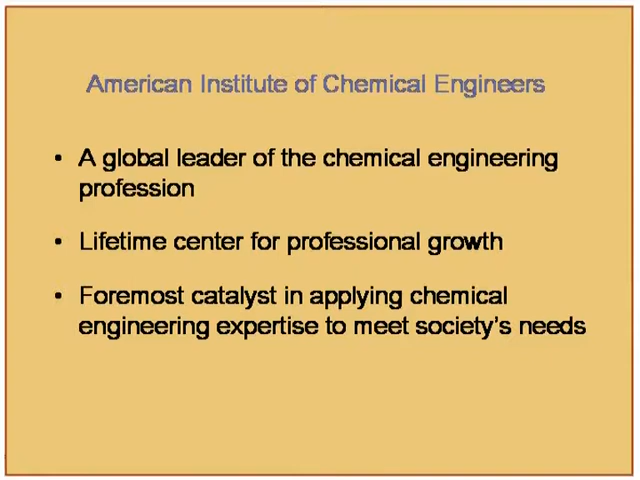 American Institute of Chemical Engineers
• A global leader of the chemical engineering
profession
• Lifetime center for professional growth
• Foremost catalyst in applying chemical
engineering expertise to meet society's needs